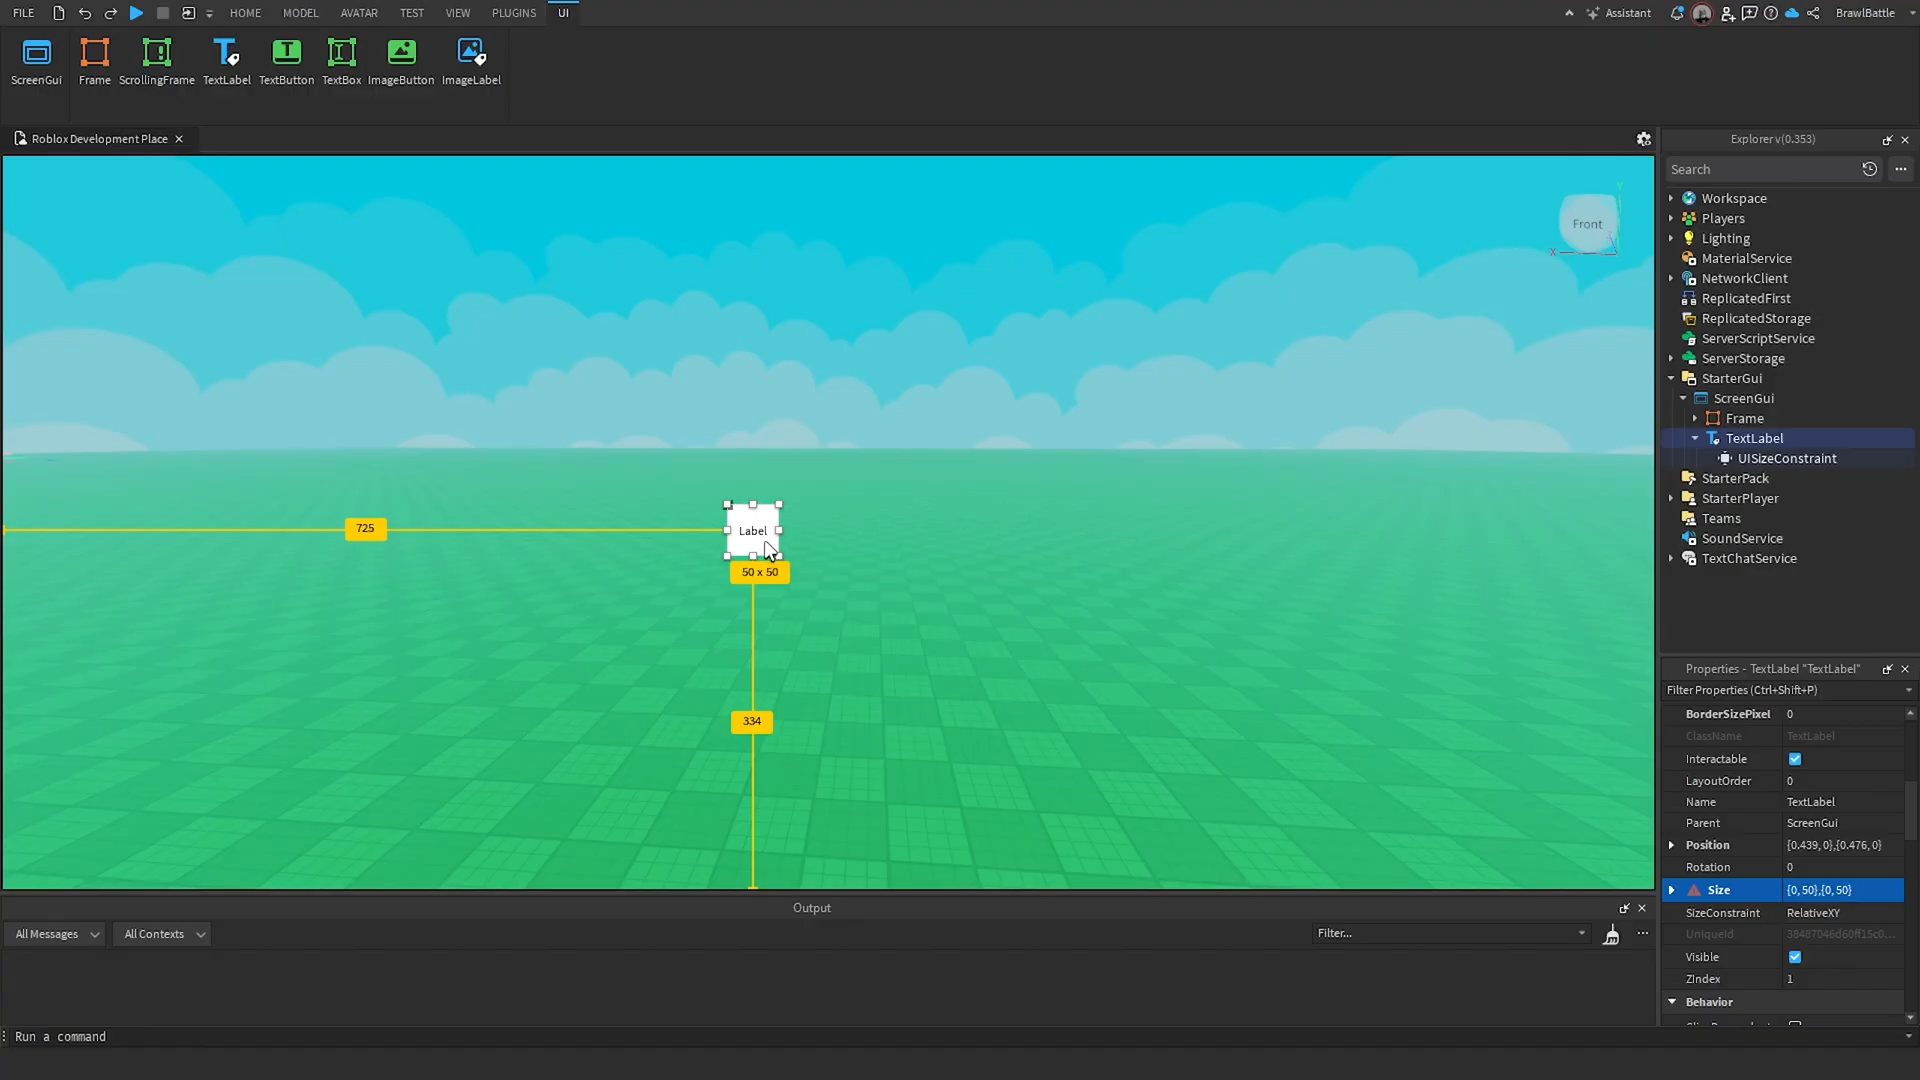 FILE HOME MODEL AVATAR TEST VIEW PLUGINS UI Assistant BrawlBattle
ScreenGui Frame ScrollingFrame TextLabel TextButton TextBox ImageButton ImageLabel
Roblox Development Place
Front
Y
X
725
Label
50 x 50
334
Explorer v(0.353)
Search
Workspace
Players
Lighting
MaterialService
NetworkClient
ReplicatedFirst
ReplicatedStorage
ServerScriptService
ServerStorage
StarterGui
ScreenGui
Frame
TextLabel
UISizeConstraint
StarterPack
StarterPlayer
Teams
SoundService
TextChatService
Properties - TextLabel "TextLabel"
Filter Properties (Ctrl+Shift+P)
BorderSizePixel 0
ClassName TextLabel
Interactable
LayoutOrder 0
Name TextLabel
Parent ScreenGui
Position {0.439, 0},{0.476, 0}
Rotation 0
Size {0, 50},{0, 50}
SizeConstraint RelativeXY
UniqueId 38487046d60ff15c0...
Visible
ZIndex 1
Behavior
Output
All Messages All Contexts Filter...
Run a command